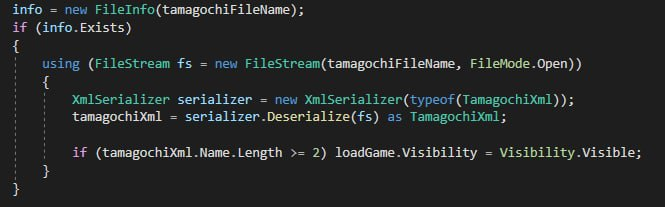 info = new FileInfo(tamagochiFileName);
if (info.Exists)
{
using (FileStream fs = new FileStream(tamagochiFileName, FileMode.Open))
{
XmlSerializer serializer = new XmlSerializer(typeof(TamagochiXml));
tamagochiXml = serializer.Deserialize(fs) as TamagochiXml;
if (tamagochiXml.Name.Length >= 2) loadGame.Visibility = Visibility.Visible;
}
}